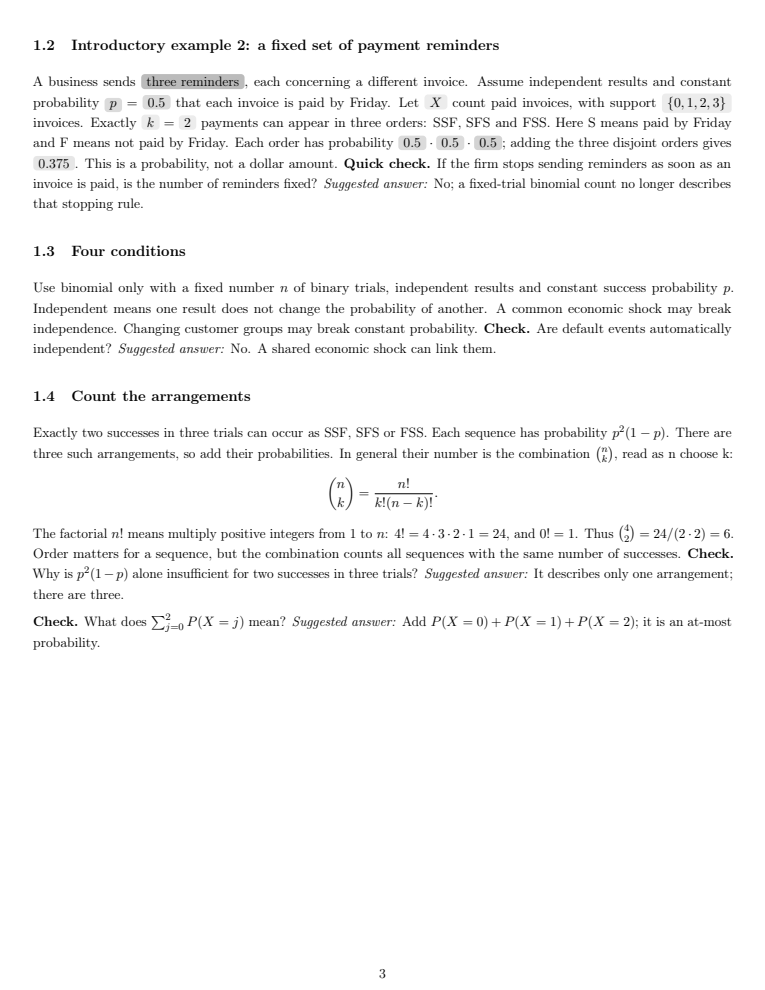 1.2 Introductory example 2: a fixed set of payment reminders
A business sends three reminders, each concerning a different invoice. Assume independent results and constant
probability p = 0.5 that each invoice is paid by Friday. Let X count paid invoices, with support {0, 1, 2, 3}
invoices. Exactly k = 2 payments can appear in three orders: SSF, SFS and FSS. Here S means paid by Friday
and F means not paid by Friday. Each order has probability 0.5 · 0.5 · 0.5; adding the three disjoint orders gives
0.375. This is a probability, not a dollar amount. Quick check. If the firm stops sending reminders as soon as an
invoice is paid, is the number of reminders fixed? Suggested answer: No; a fixed-trial binomial count no longer describes
that stopping rule.
1.3 Four conditions
Use binomial only with a fixed number n of binary trials, independent results and constant success probability p.
Independent means one result does not change the probability of another. A common economic shock may break
independence. Changing customer groups may break constant probability. Check. Are default events automatically
independent? Suggested answer: No. A shared economic shock can link them.
1.4 Count the arrangements
Exactly two successes in three trials can occur as SSF, SFS or FSS. Each sequence has probability p²(1 − p). There are
three such arrangements, so add their probabilities. In general their number is the combination (n k), read as n choose k:
(n k) = n! / k!(n − k)!.
The factorial n! means multiply positive integers from 1 to n: 4! = 4 · 3 · 2 · 1 = 24, and 0! = 1. Thus (4 2) = 24/(2 · 2) = 6.
Order matters for a sequence, but the combination counts all sequences with the same number of successes. Check.
Why is p²(1 − p) alone insufficient for two successes in three trials? Suggested answer: It describes only one arrangement;
there are three.
Check. What does ∑²ⱼ₌₀ P(X = j) mean? Suggested answer: Add P(X = 0) + P(X = 1) + P(X = 2); it is an at-most
probability.
3